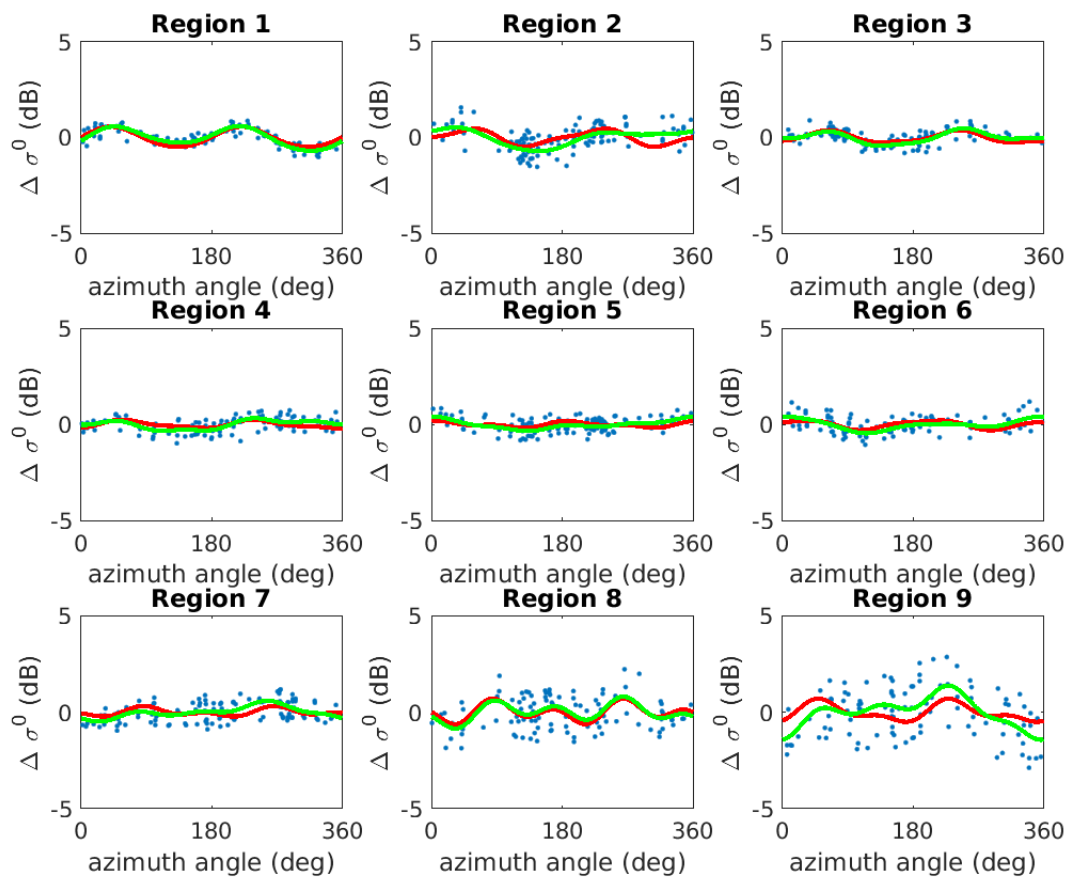 Region 1
Region 2
Region 3
5
0
-5
Δ σ0 (dB)
0
180
360
azimuth angle (deg)
5
0
-5
Δ σ0 (dB)
0
180
360
azimuth angle (deg)
5
0
-5
Δ σ0 (dB)
0
180
360
azimuth angle (deg)
Region 4
Region 5
Region 6
5
0
-5
Δ σ0 (dB)
0
180
360
azimuth angle (deg)
5
0
-5
Δ σ0 (dB)
0
180
360
azimuth angle (deg)
5
0
-5
Δ σ0 (dB)
0
180
360
azimuth angle (deg)
Region 7
Region 8
Region 9
5
0
-5
Δ σ0 (dB)
0
180
360
azimuth angle (deg)
5
0
-5
Δ σ0 (dB)
0
180
360
azimuth angle (deg)
5
0
-5
Δ σ0 (dB)
0
180
360
azimuth angle (deg)